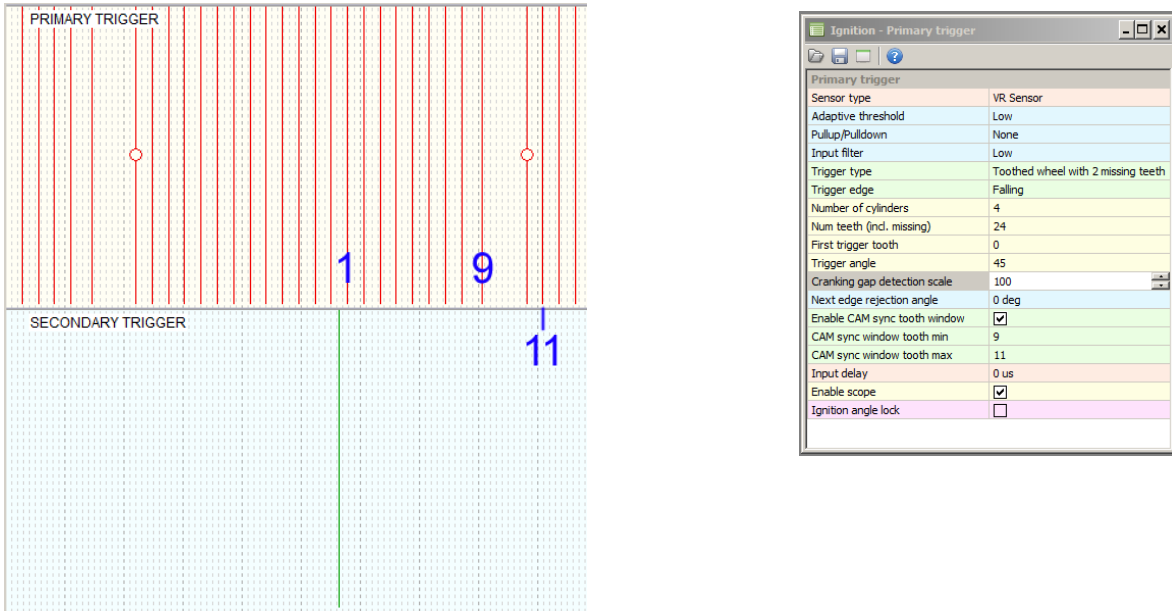 PRIMARY TRIGGER
1
9
SECONDARY TRIGGER
11
Ignition - Primary trigger
Primary trigger
Sensor type VR Sensor
Adaptive threshold Low
Pullup/Pulldown None
Input filter Low
Trigger type Toothed wheel with 2 missing teeth
Trigger edge Falling
Number of cylinders 4
Num teeth (incl. missing) 24
First trigger tooth 0
Trigger angle 45
Cranking gap detection scale 100
Next edge rejection angle 0 deg
Enable CAM sync tooth window
CAM sync window tooth min 9
CAM sync window tooth max 11
Input delay 0 us
Enable scope
Ignition angle lock